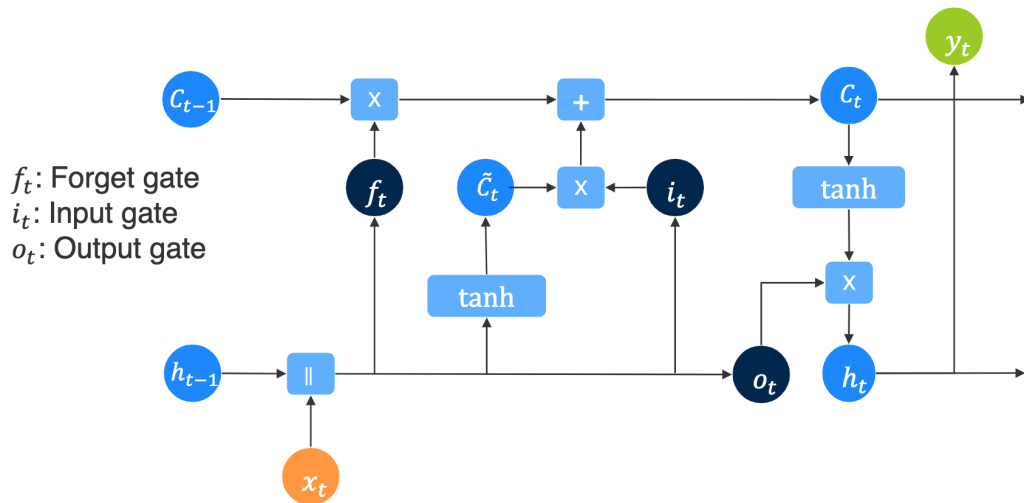 y_t
C_{t-1}
x
+
C_t
f_t: Forget gate
i_t: Input gate
o_t: Output gate
f_t
C̃_t
x
i_t
tanh
tanh
x
h_{t-1}
||
o_t
h_t
x_t